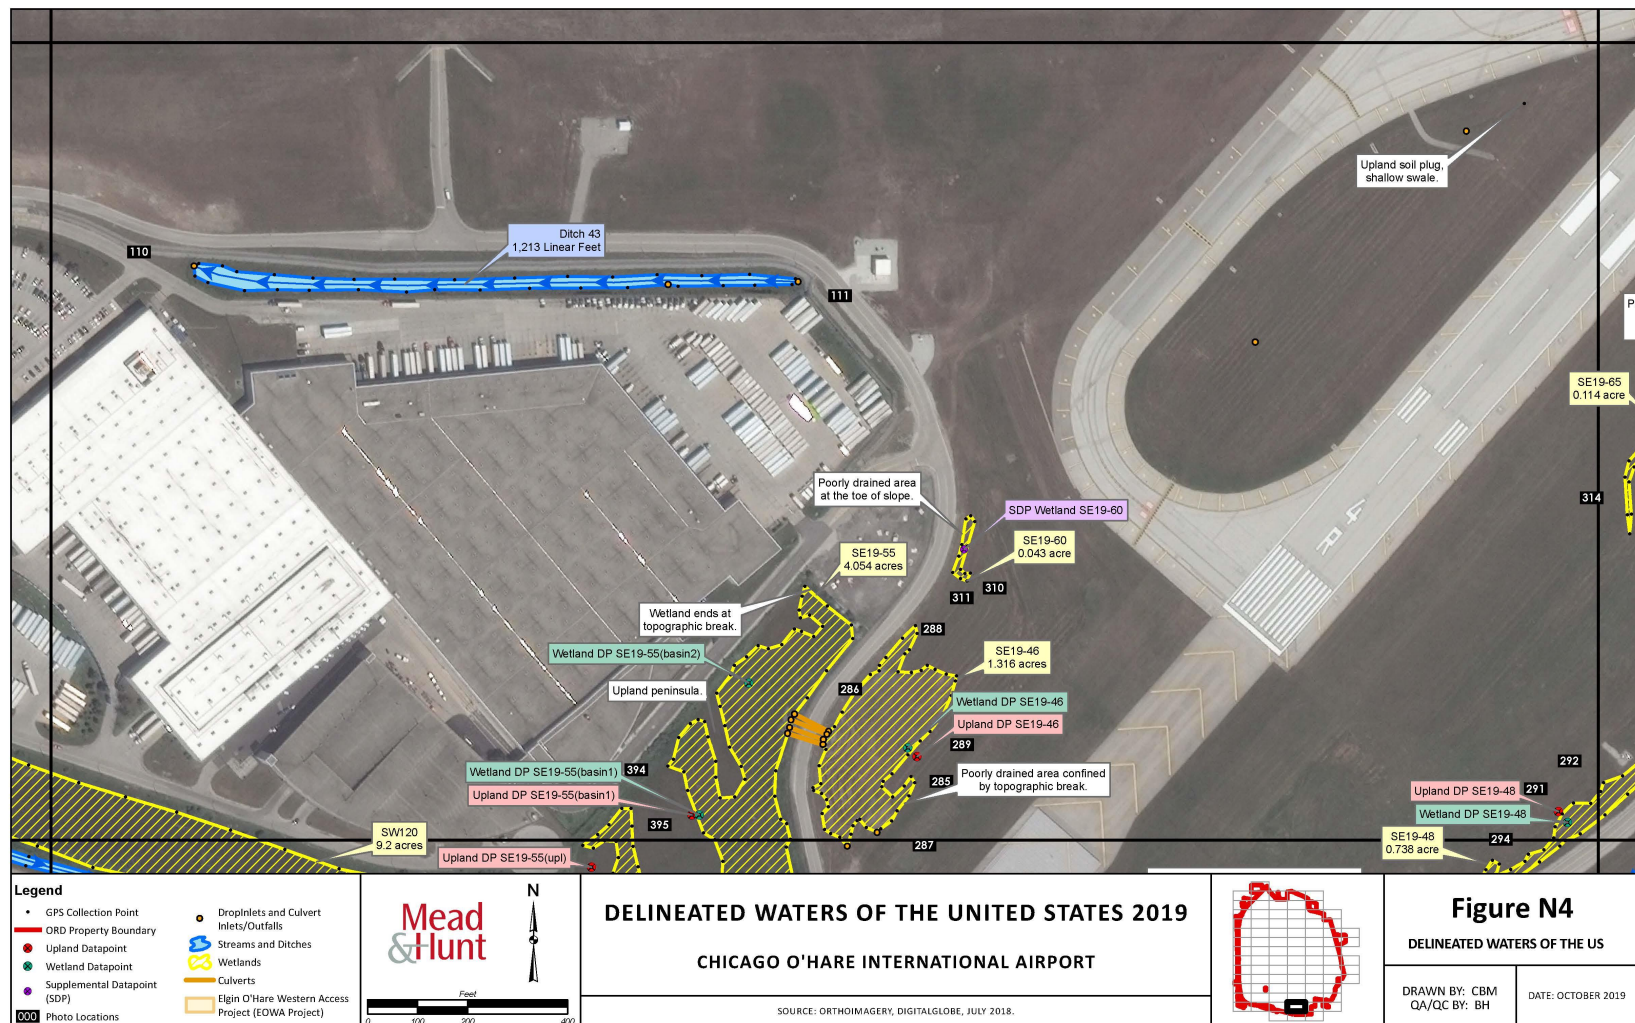 Upland soil plug,
shallow swale.
Ditch 43
1,213 Linear Feet
110
111
P
SE19-65
0.114 acre
314
Poorly drained area
at the toe of slope.
SDP Wetland SE19-60
SE19-60
0.043 acre
SE19-55
4.054 acres
310
311
Wetland ends at
topographic break.
288
Wetland DP SE19-55(basin2)
SE19-46
1.316 acres
Upland peninsula.
286
Wetland DP SE19-46
Upland DP SE19-46
289
Wetland DP SE19-55(basin1)
394
Poorly drained area confined
by topographic break.
285
292
Upland DP SE19-55(basin1)
Upland DP SE19-48
291
Wetland DP SE19-48
395
SW120
9.2 acres
287
SE19-48
0.738 acre
294
Upland DP SE19-55(upl)
4
R
Legend
GPS Collection Point
ORD Property Boundary
Upland Datapoint
Wetland Datapoint
Supplemental Datapoint
(SDP)
000 Photo Locations
DropInlets and Culvert
Inlets/Outfalls
Streams and Ditches
Wetlands
Culverts
Elgin O'Hare Western Access
Project (EOWA Project)
Mead
&Hunt
N
Feet
0 100 200 400
DELINEATED WATERS OF THE UNITED STATES 2019
CHICAGO O'HARE INTERNATIONAL AIRPORT
SOURCE: ORTHOIMAGERY, DIGITALGLOBE, JULY 2018.
Figure N4
DELINEATED WATERS OF THE US
DRAWN BY: CBM
QA/QC BY: BH
DATE: OCTOBER 2019